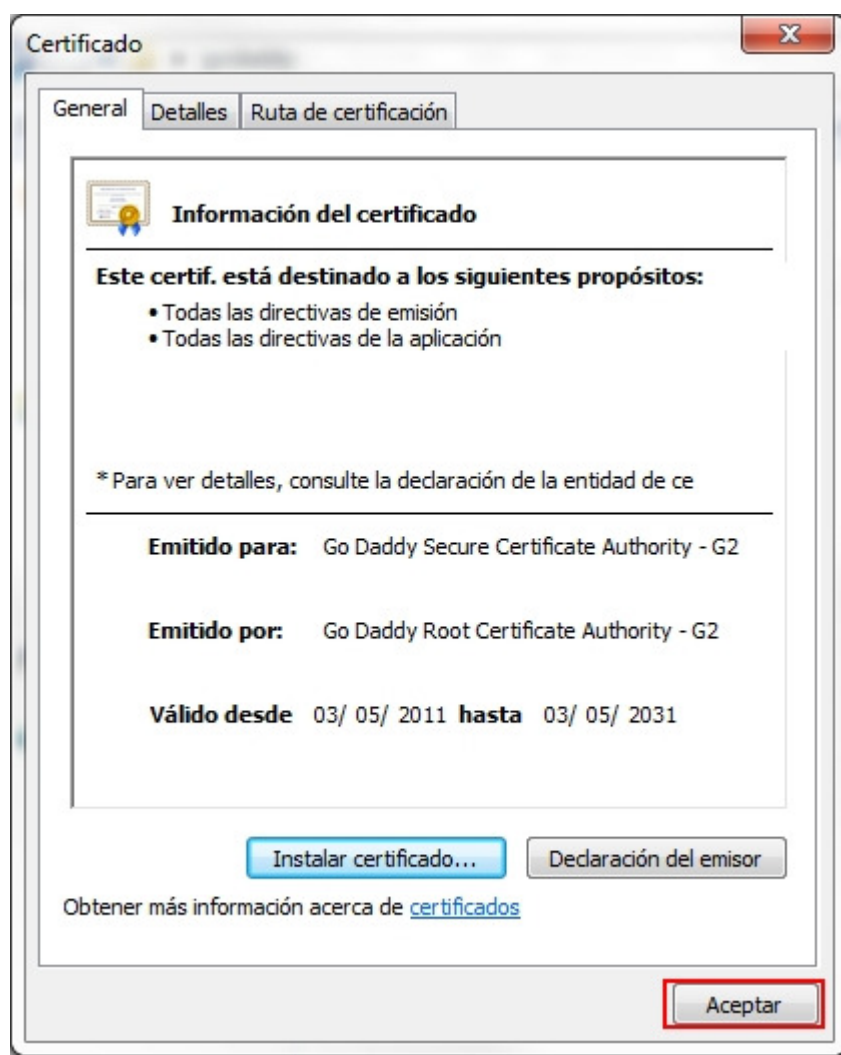 Certificado
General Detalles Ruta de certificación
Información del certificado
Este certif. está destinado a los siguientes propósitos:
• Todas las directivas de emisión
• Todas las directivas de la aplicación
* Para ver detalles, consulte la declaración de la entidad de ce
Emitido para: Go Daddy Secure Certificate Authority - G2
Emitido por: Go Daddy Root Certificate Authority - G2
Válido desde 03/ 05/ 2011 hasta 03/ 05/ 2031
Instalar certificado... Declaración del emisor
Obtener más información acerca de certificados
Aceptar